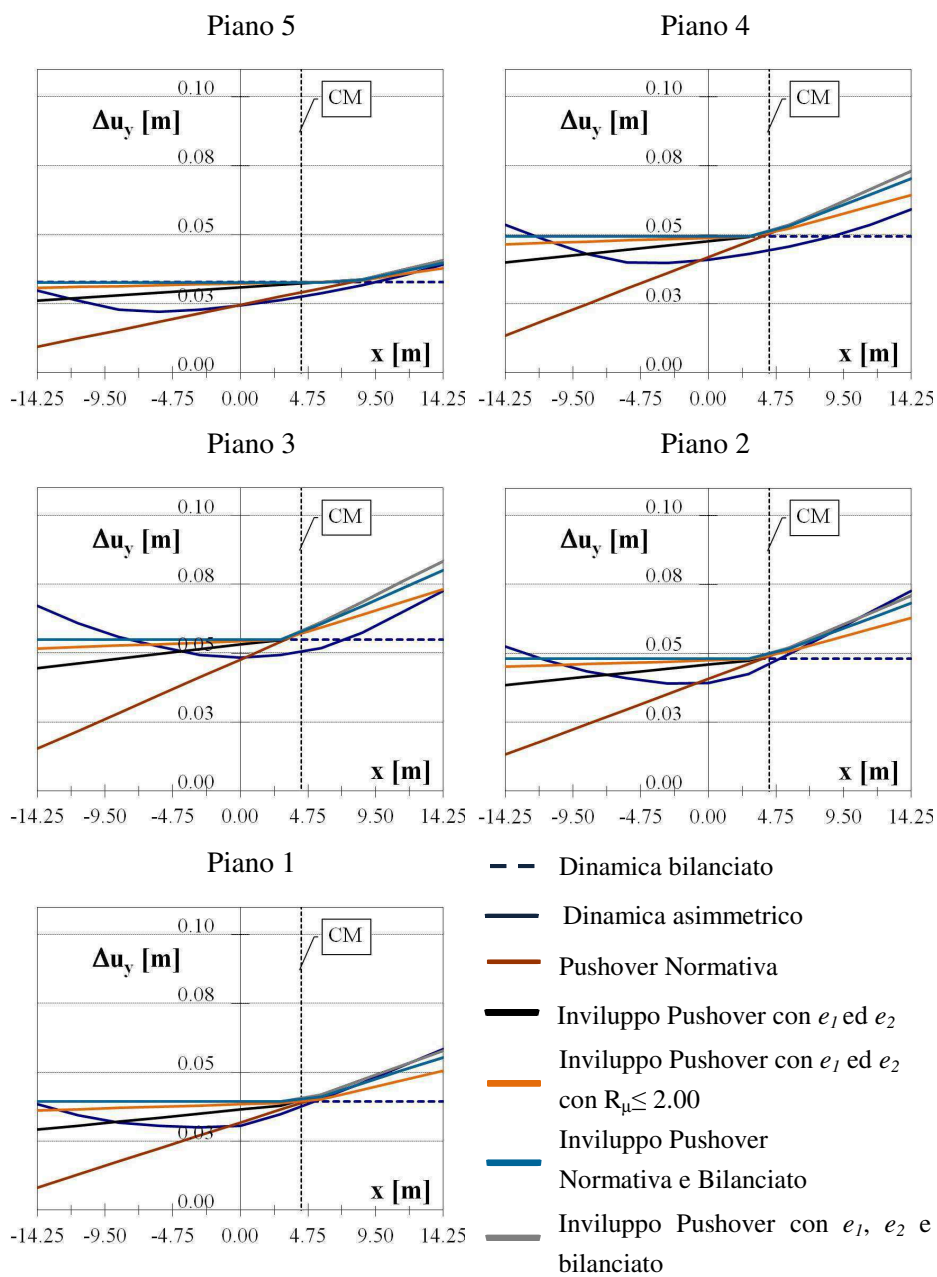 Piano 5
0.10
CM
Δuy [m]
0.08
0.05
0.03
x [m]
0.00
-14.25 -9.50 -4.75 0.00 4.75 9.50 14.25
Piano 4
0.10
CM
Δuy [m]
0.08
0.05
0.03
x [m]
0.00
-14.25 -9.50 -4.75 0.00 4.75 9.50 14.25
Piano 3
0.10
CM
Δuy [m]
0.08
0.05
0.03
x [m]
0.00
-14.25 -9.50 -4.75 0.00 4.75 9.50 14.25
Piano 2
0.10
CM
Δuy [m]
0.08
0.05
0.03
x [m]
0.00
-14.25 -9.50 -4.75 0.00 4.75 9.50 14.25
Piano 1
0.10
CM
Δuy [m]
0.08
0.05
0.03
x [m]
0.00
-14.25 -9.50 -4.75 0.00 4.75 9.50 14.25
Dinamica bilanciato
Dinamica asimmetrico
Pushover Normativa
Inviluppo Pushover con e1 ed e2
Inviluppo Pushover con e1 ed e2
con Rμ≤ 2.00
Inviluppo Pushover
Normativa e Bilanciato
Inviluppo Pushover con e1, e2 e
bilanciato